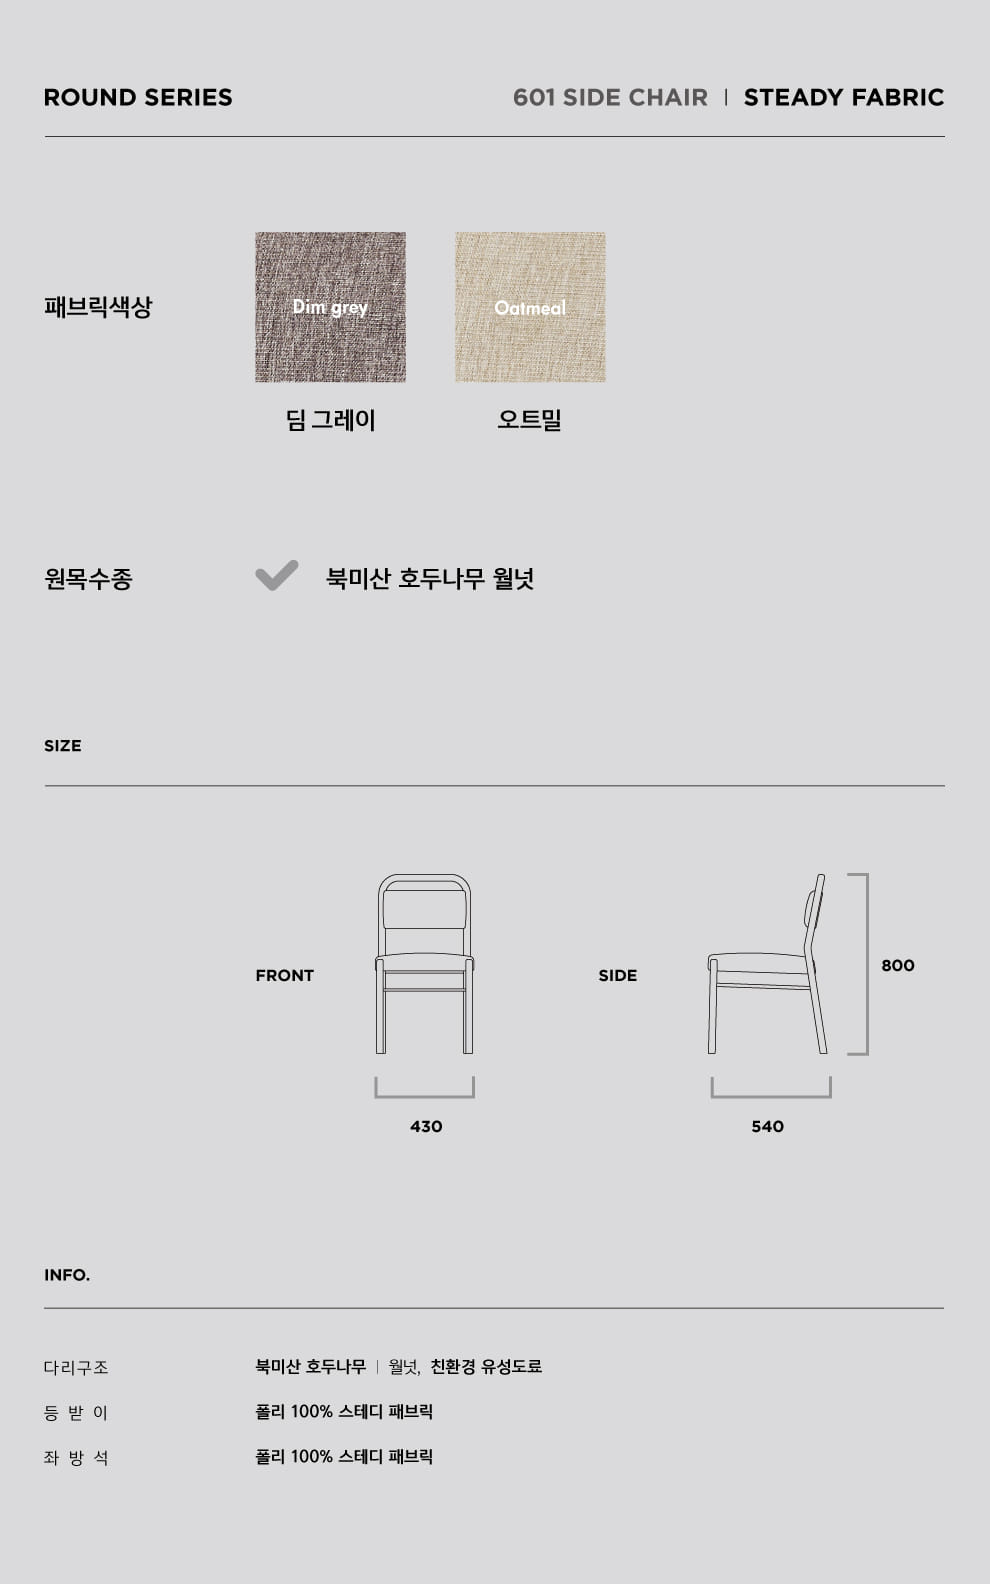 ROUND SERIES
601 SIDE CHAIR | STEADY FABRIC
패브릭색상
Dim grey
Oatmeal
딤 그레이
오트밀
원목수종
북미산 호두나무 월넛
SIZE
FRONT
SIDE
800
430
540
INFO.
다리구조
북미산 호두나무 | 월넛, 친환경 유성도료
등 받 이
폴리 100% 스테디 패브릭
좌 방 석
폴리 100% 스테디 패브릭